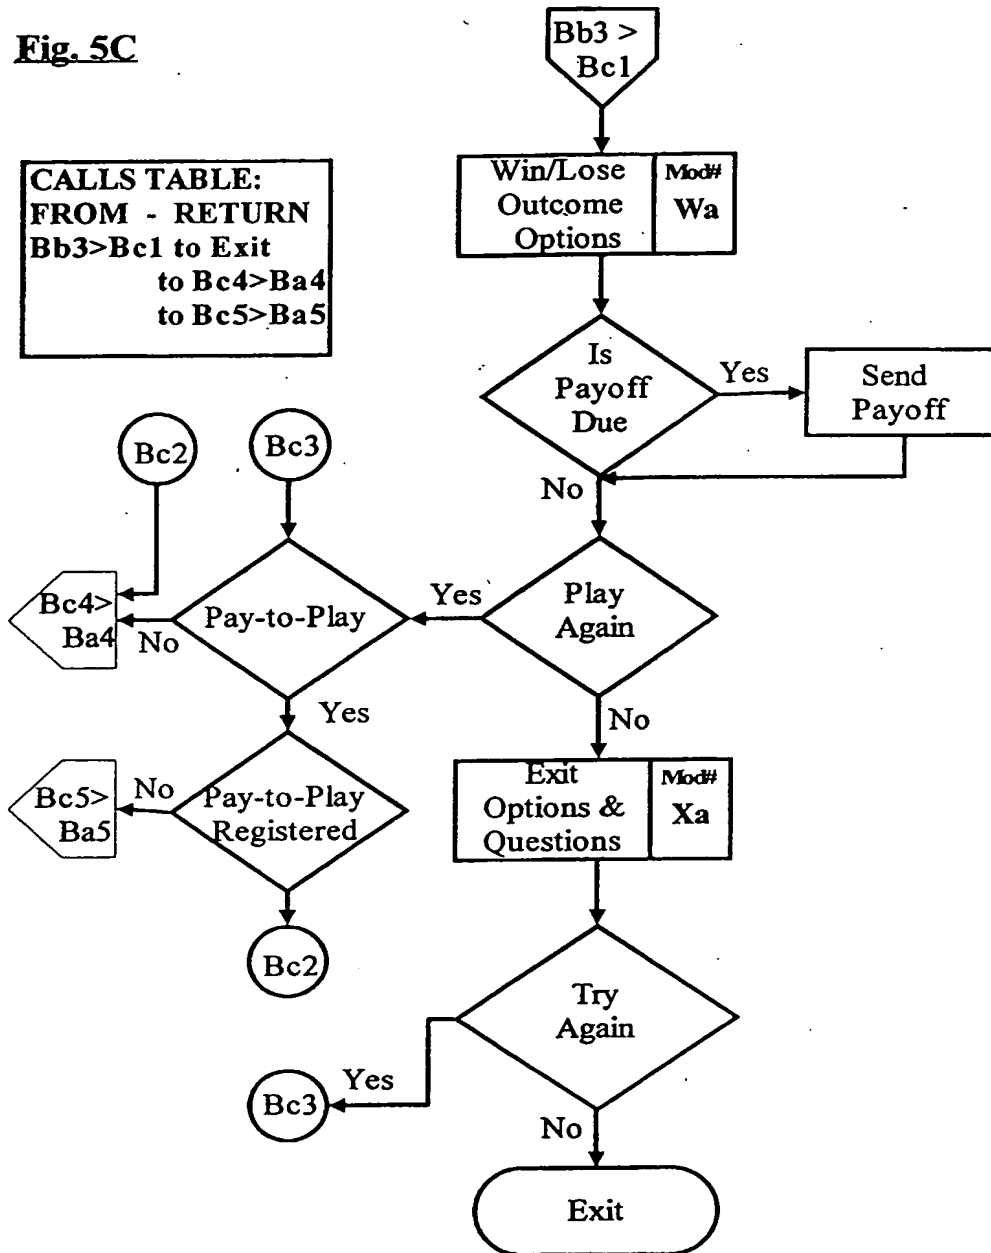 Fig. 5C
Bb3 >
Bc1
CALLS TABLE:
FROM - RETURN
Bb3>Bc1 to Exit
to Bc4>Ba4
to Bc5>Ba5
Win/Lose
Outcome
Options
Mod#
Wa
Is
Payoff
Due
Yes
Send
Payoff
No
Bc2
Bc3
Play
Again
Yes
Pay-to-Play
No
Bc4>
Ba4
Yes
No
Pay-to-Play
Registered
No
Bc5>
Ba5
Bc2
Exit
Options &
Questions
Mod#
Xa
Try
Again
Yes
Bc3
No
Exit